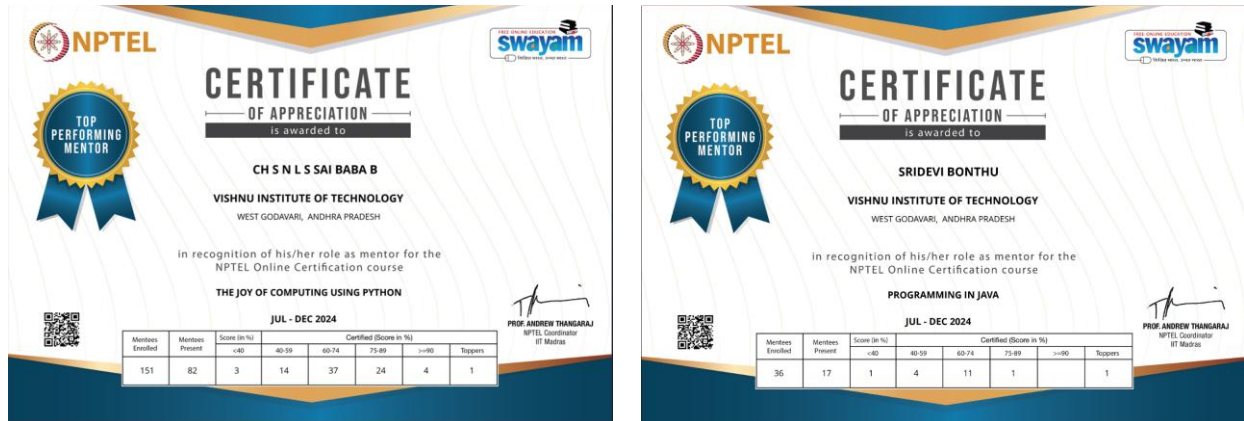 NPTEL
FREE ONLINE EDUCATION
swayam
CERTIFICATE
OF APPRECIATION
is awarded to
TOP
PERFORMING
MENTOR
CH S N L S SAI BABA B
VISHNU INSTITUTE OF TECHNOLOGY
WEST GODAVARI, ANDHRA PRADESH
in recognition of his/her role as mentor for the
NPTEL Online Certification course
THE JOY OF COMPUTING USING PYTHON
JUL - DEC 2024
PROF. ANDREW THANGARAJ
NPTEL Coordinator
IIT Madras
Mentees Enrolled Mentees Present Score (in %) Certified (Score in %)
<40 40-59 60-74 75-89 >=90 Toppers
151 82 3 14 37 24 4 1
NPTEL
FREE ONLINE EDUCATION
swayam
CERTIFICATE
OF APPRECIATION
is awarded to
TOP
PERFORMING
MENTOR
SRIDEVI BONTHU
VISHNU INSTITUTE OF TECHNOLOGY
WEST GODAVARI, ANDHRA PRADESH
in recognition of his/her role as mentor for the
NPTEL Online Certification course
PROGRAMMING IN JAVA
JUL - DEC 2024
PROF. ANDREW THANGARAJ
NPTEL Coordinator
IIT Madras
Mentees Enrolled Mentees Present Score (in %) Certified (Score in %)
<40 40-59 60-74 75-89 >=90 Toppers
36 17 1 4 11 1 1